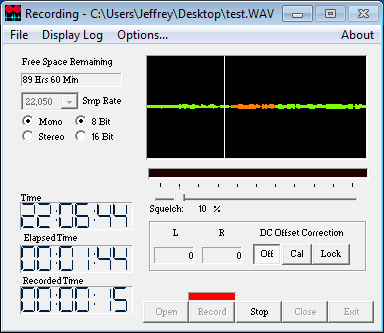 Recording - C:\Users\Jeffrey\Desktop\test.WAV
File Display Log Options... About
Free Space Remaining
89 Hrs 60 Min
22,050 Smp Rate
Mono 8 Bit
Stereo 16 Bit
Time
22:06:44
Squelch: 10 %
Elapsed Time
00:01:44
L R DC Offset Correction
0 0 Off Cal Lock
Recorded Time
00:00:15
Open Record Stop Close Exit